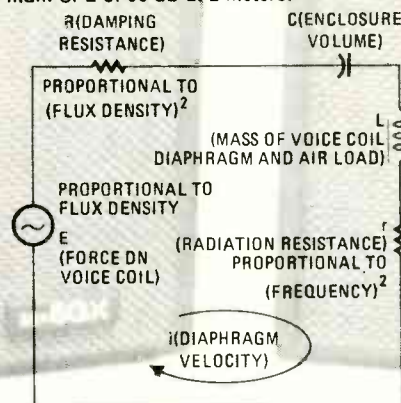 R(DAMPING
RESISTANCE)
C(ENCLOSURE
VOLUME)
PROPORTIONAL TO
(FLUX DENSITY)2
L
(MASS OF VOICE COIL
DIAPHRAGM AND AIR LOAD)
PROPORTIONAL TO
FLUX DENSITY
E
(FORCE ON
VOICE COIL)
r
(RADIATION RESISTANCE)
PROPORTIONAL TO
(FREQUENCY)2
i(DIAPHRAGM
VELOCITY)